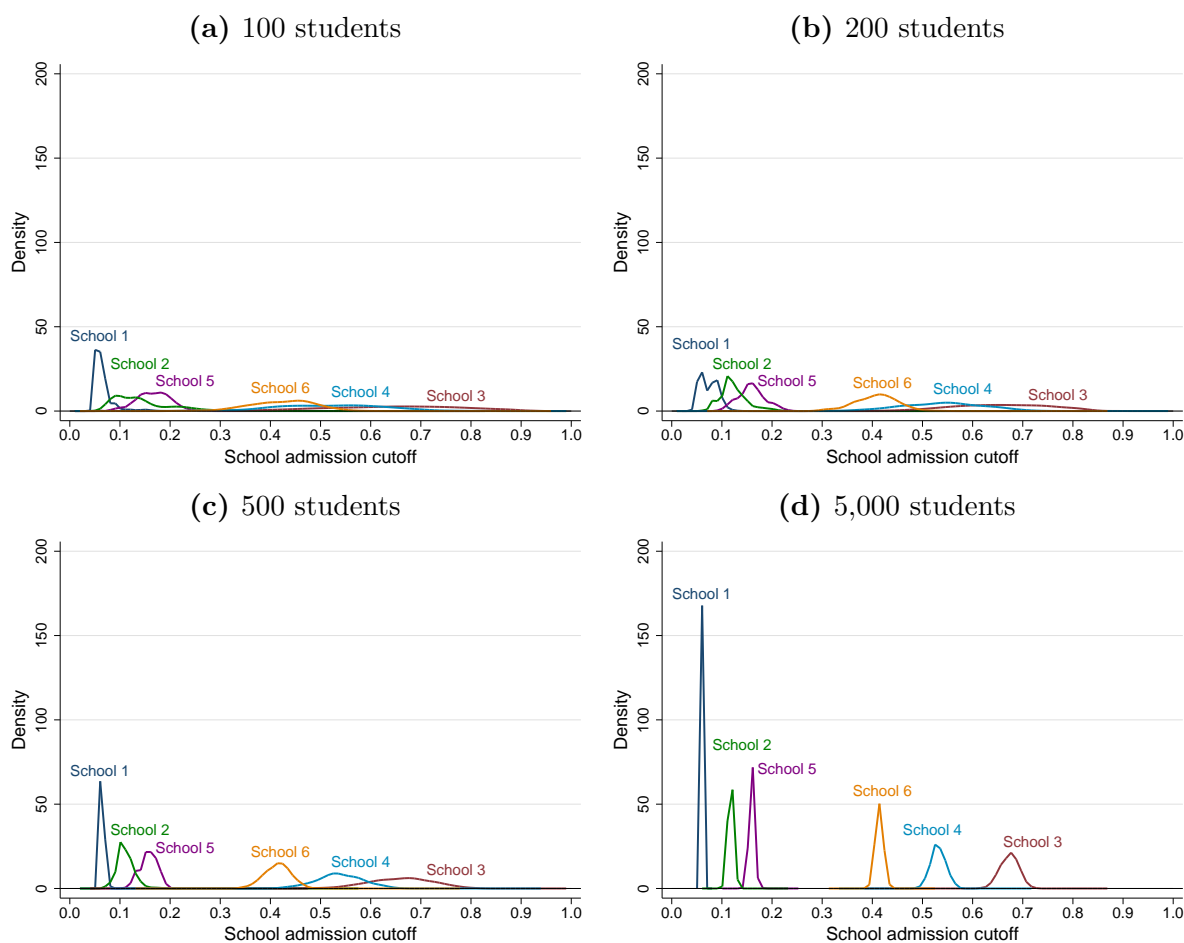 (a) 100 students
200
150
100
50
0
Density
School 1
School 2
School 5
School 6
School 4
School 3
0.0 0.1 0.2 0.3 0.4 0.5 0.6 0.7 0.8 0.9 1.0
School admission cutoff
(b) 200 students
200
150
100
50
0
Density
School 1
School 2
School 5
School 6
School 4
School 3
0.0 0.1 0.2 0.3 0.4 0.5 0.6 0.7 0.8 0.9 1.0
School admission cutoff
(c) 500 students
200
150
100
50
0
Density
School 1
School 2
School 5
School 6
School 4
School 3
0.0 0.1 0.2 0.3 0.4 0.5 0.6 0.7 0.8 0.9 1.0
School admission cutoff
(d) 5,000 students
200
150
100
50
0
Density
School 1
School 2
School 5
School 6
School 4
School 3
0.0 0.1 0.2 0.3 0.4 0.5 0.6 0.7 0.8 0.9 1.0
School admission cutoff